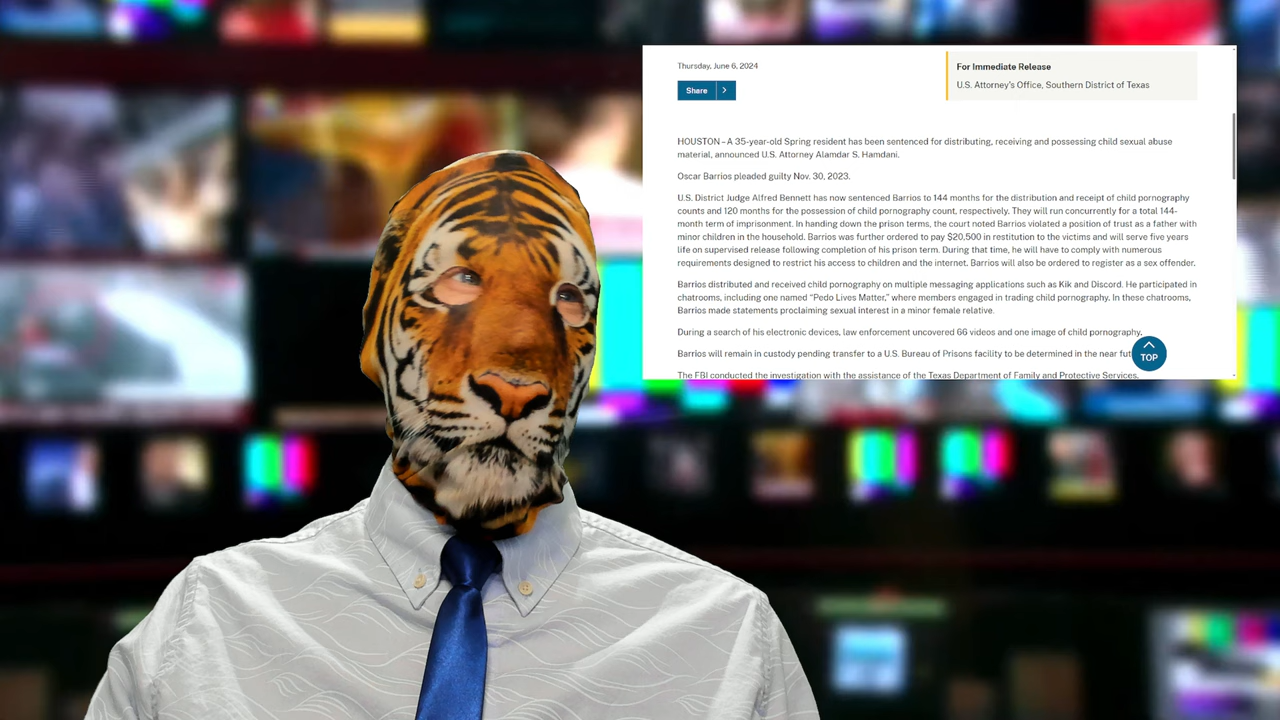 Thursday, June 6, 2024
Share
For Immediate Release
U.S. Attorney's Office, Southern District of Texas
HOUSTON – A 35-year-old Spring resident has been sentenced for distributing, receiving and possessing child sexual abuse
material, announced U.S. Attorney Alamdar S. Hamdani.
Oscar Barrios pleaded guilty Nov. 30, 2023.
U.S. District Judge Alfred Bennett has now sentenced Barrios to 144 months for the distribution and receipt of child pornography
counts and 120 months for the possession of child pornography count, respectively. They will run concurrently for a total 144-
month term of imprisonment. In handing down the prison terms, the court noted Barrios violated a position of trust as a father with
minor children in the household. Barrios was further ordered to pay $20,500 in restitution to the victims and will serve five years
life on supervised release following completion of his prison term. During that time, he will have to comply with numerous
requirements designed to restrict his access to children and the internet. Barrios will also be ordered to register as a sex offender.
Barrios distributed and received child pornography on multiple messaging applications such as Kik and Discord. He participated in
chatrooms, including one named "Pedo Lives Matter," where members engaged in trading child pornography. In these chatrooms,
Barrios made statements proclaiming sexual interest in a minor female relative.
During a search of his electronic devices, law enforcement uncovered 66 videos and one image of child pornography.
Barrios will remain in custody pending transfer to a U.S. Bureau of Prisons facility to be determined in the near fut
TOP
The FBI conducted the investigation with the assistance of the Texas Department of Family and Protective Services.